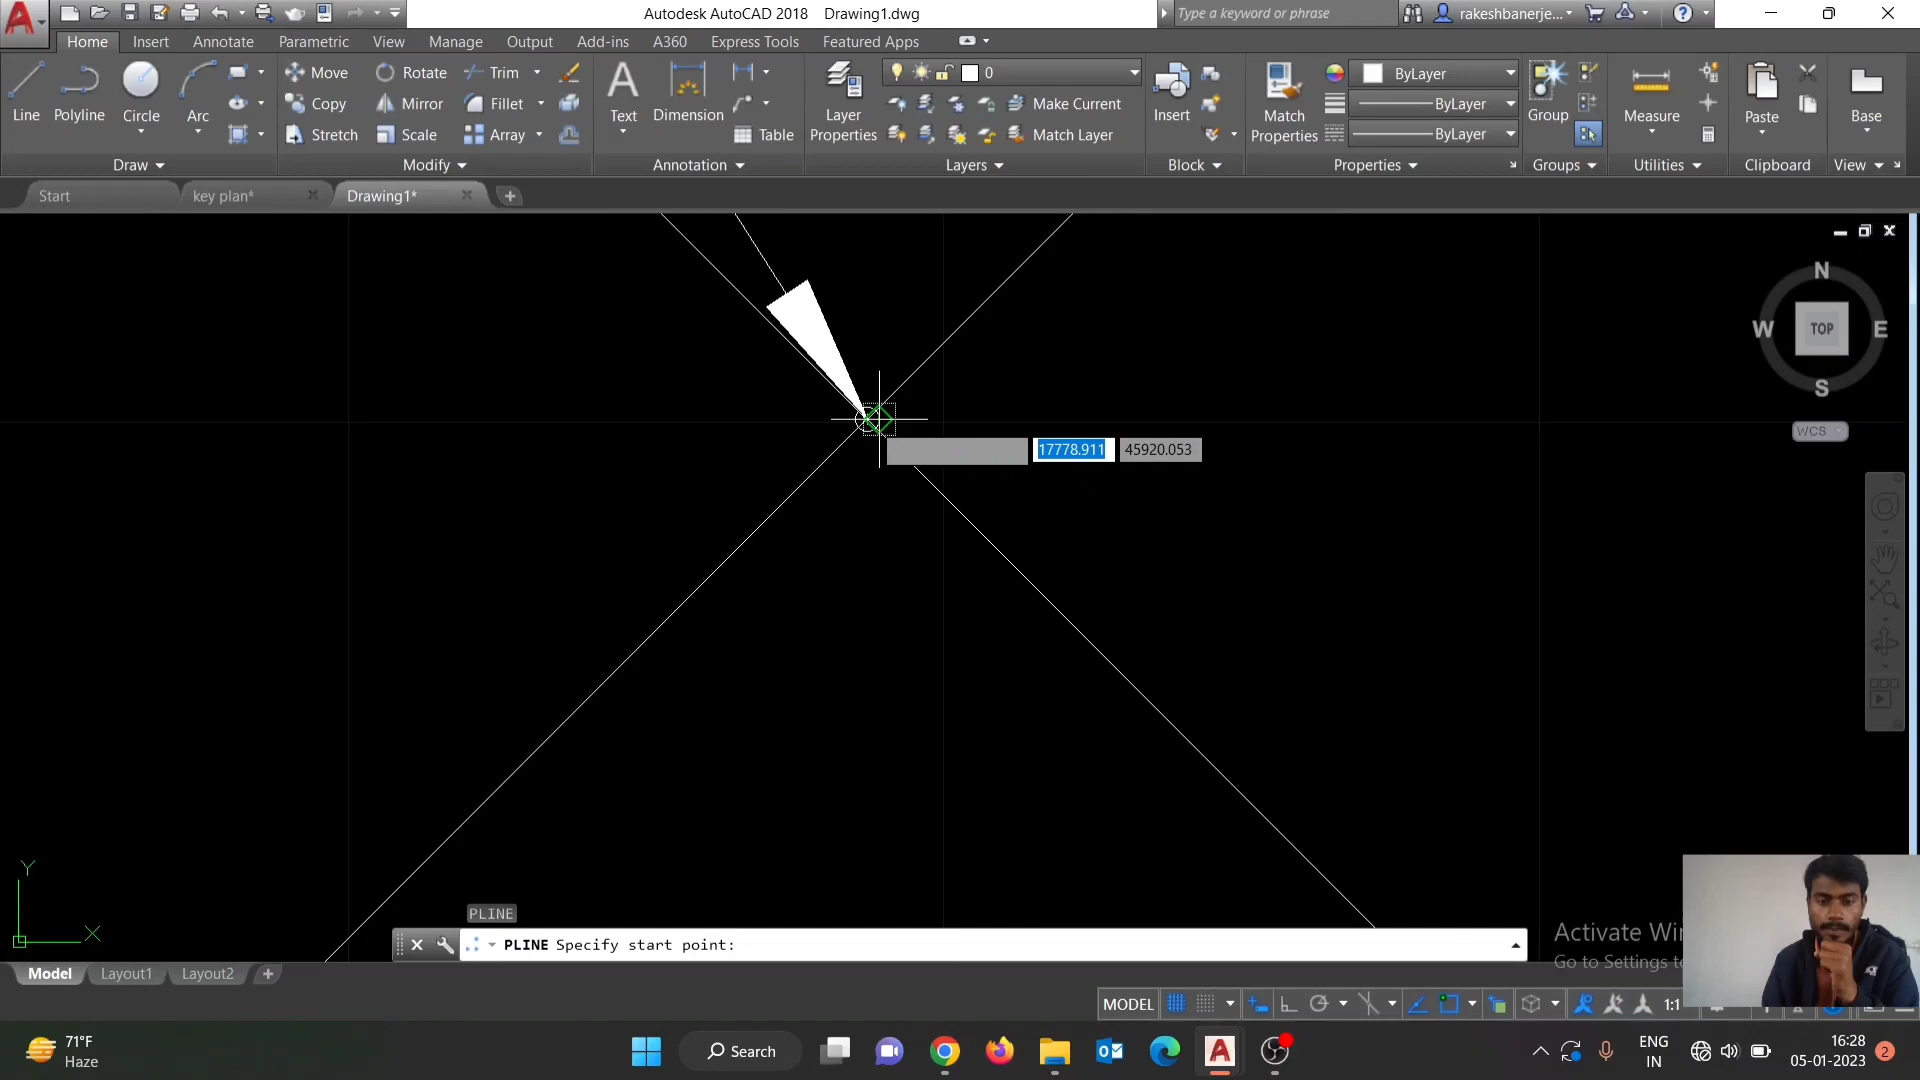 Autodesk AutoCAD 2018 Drawing1.dwg
Type a keyword or phrase
rakeshbanerje...
Home Insert Annotate Parametric View Manage Output Add-ins A360 Express Tools Featured Apps
Line Polyline Circle Arc
Move Rotate Trim
Copy Mirror Fillet
Stretch Scale Array
Text Dimension Table
Layer Properties
0
Make Current
Match Layer
Insert
Match Properties
ByLayer
ByLayer
ByLayer
Group Measure Paste Base
Draw Modify Annotation Layers Block Properties Groups Utilities Clipboard View
Start key plan* Drawing1*
N
W TOP E
S
WCS
17778.911 45920.053
Y
X
PLINE
PLINE Specify start point:
Activate Wi
Go to Settings t
Model Layout1 Layout2
MODEL 1:1
71°F
Haze
Search
ENG
IN
16:28
05-01-2023
2